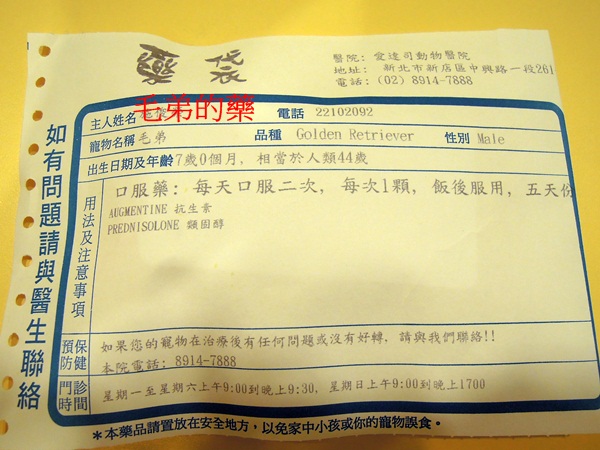 藥袋
醫院: 食達司動物醫院
地址: 新北市新店區中興路一段261
電話: (02) 8914-7888
主人姓名
毛弟的藥
電話 22102092
寵物名稱 毛弟 品種 Golden Retriever 性別 Male
出生日期及年齡 7歲0個月, 相當於人類44歲
用法及注意事項
口服藥: 每天口服二次, 每次1顆, 飯後服用, 五天份
AUGMENTINE 抗生素
PREDNISOLONE 類固醇
預防保健
如果您的寵物在治療後有任何問題或沒有好轉. 請與我們聯絡!!
本院電話: 8914-7888
門診時間
星期一至星期六上午9:00到晚上9:30, 星期日上午9:00到晚上1700
*本藥品請置放在安全地方,以免家中小孩或你的寵物誤食。
如有問題請與醫生聯絡